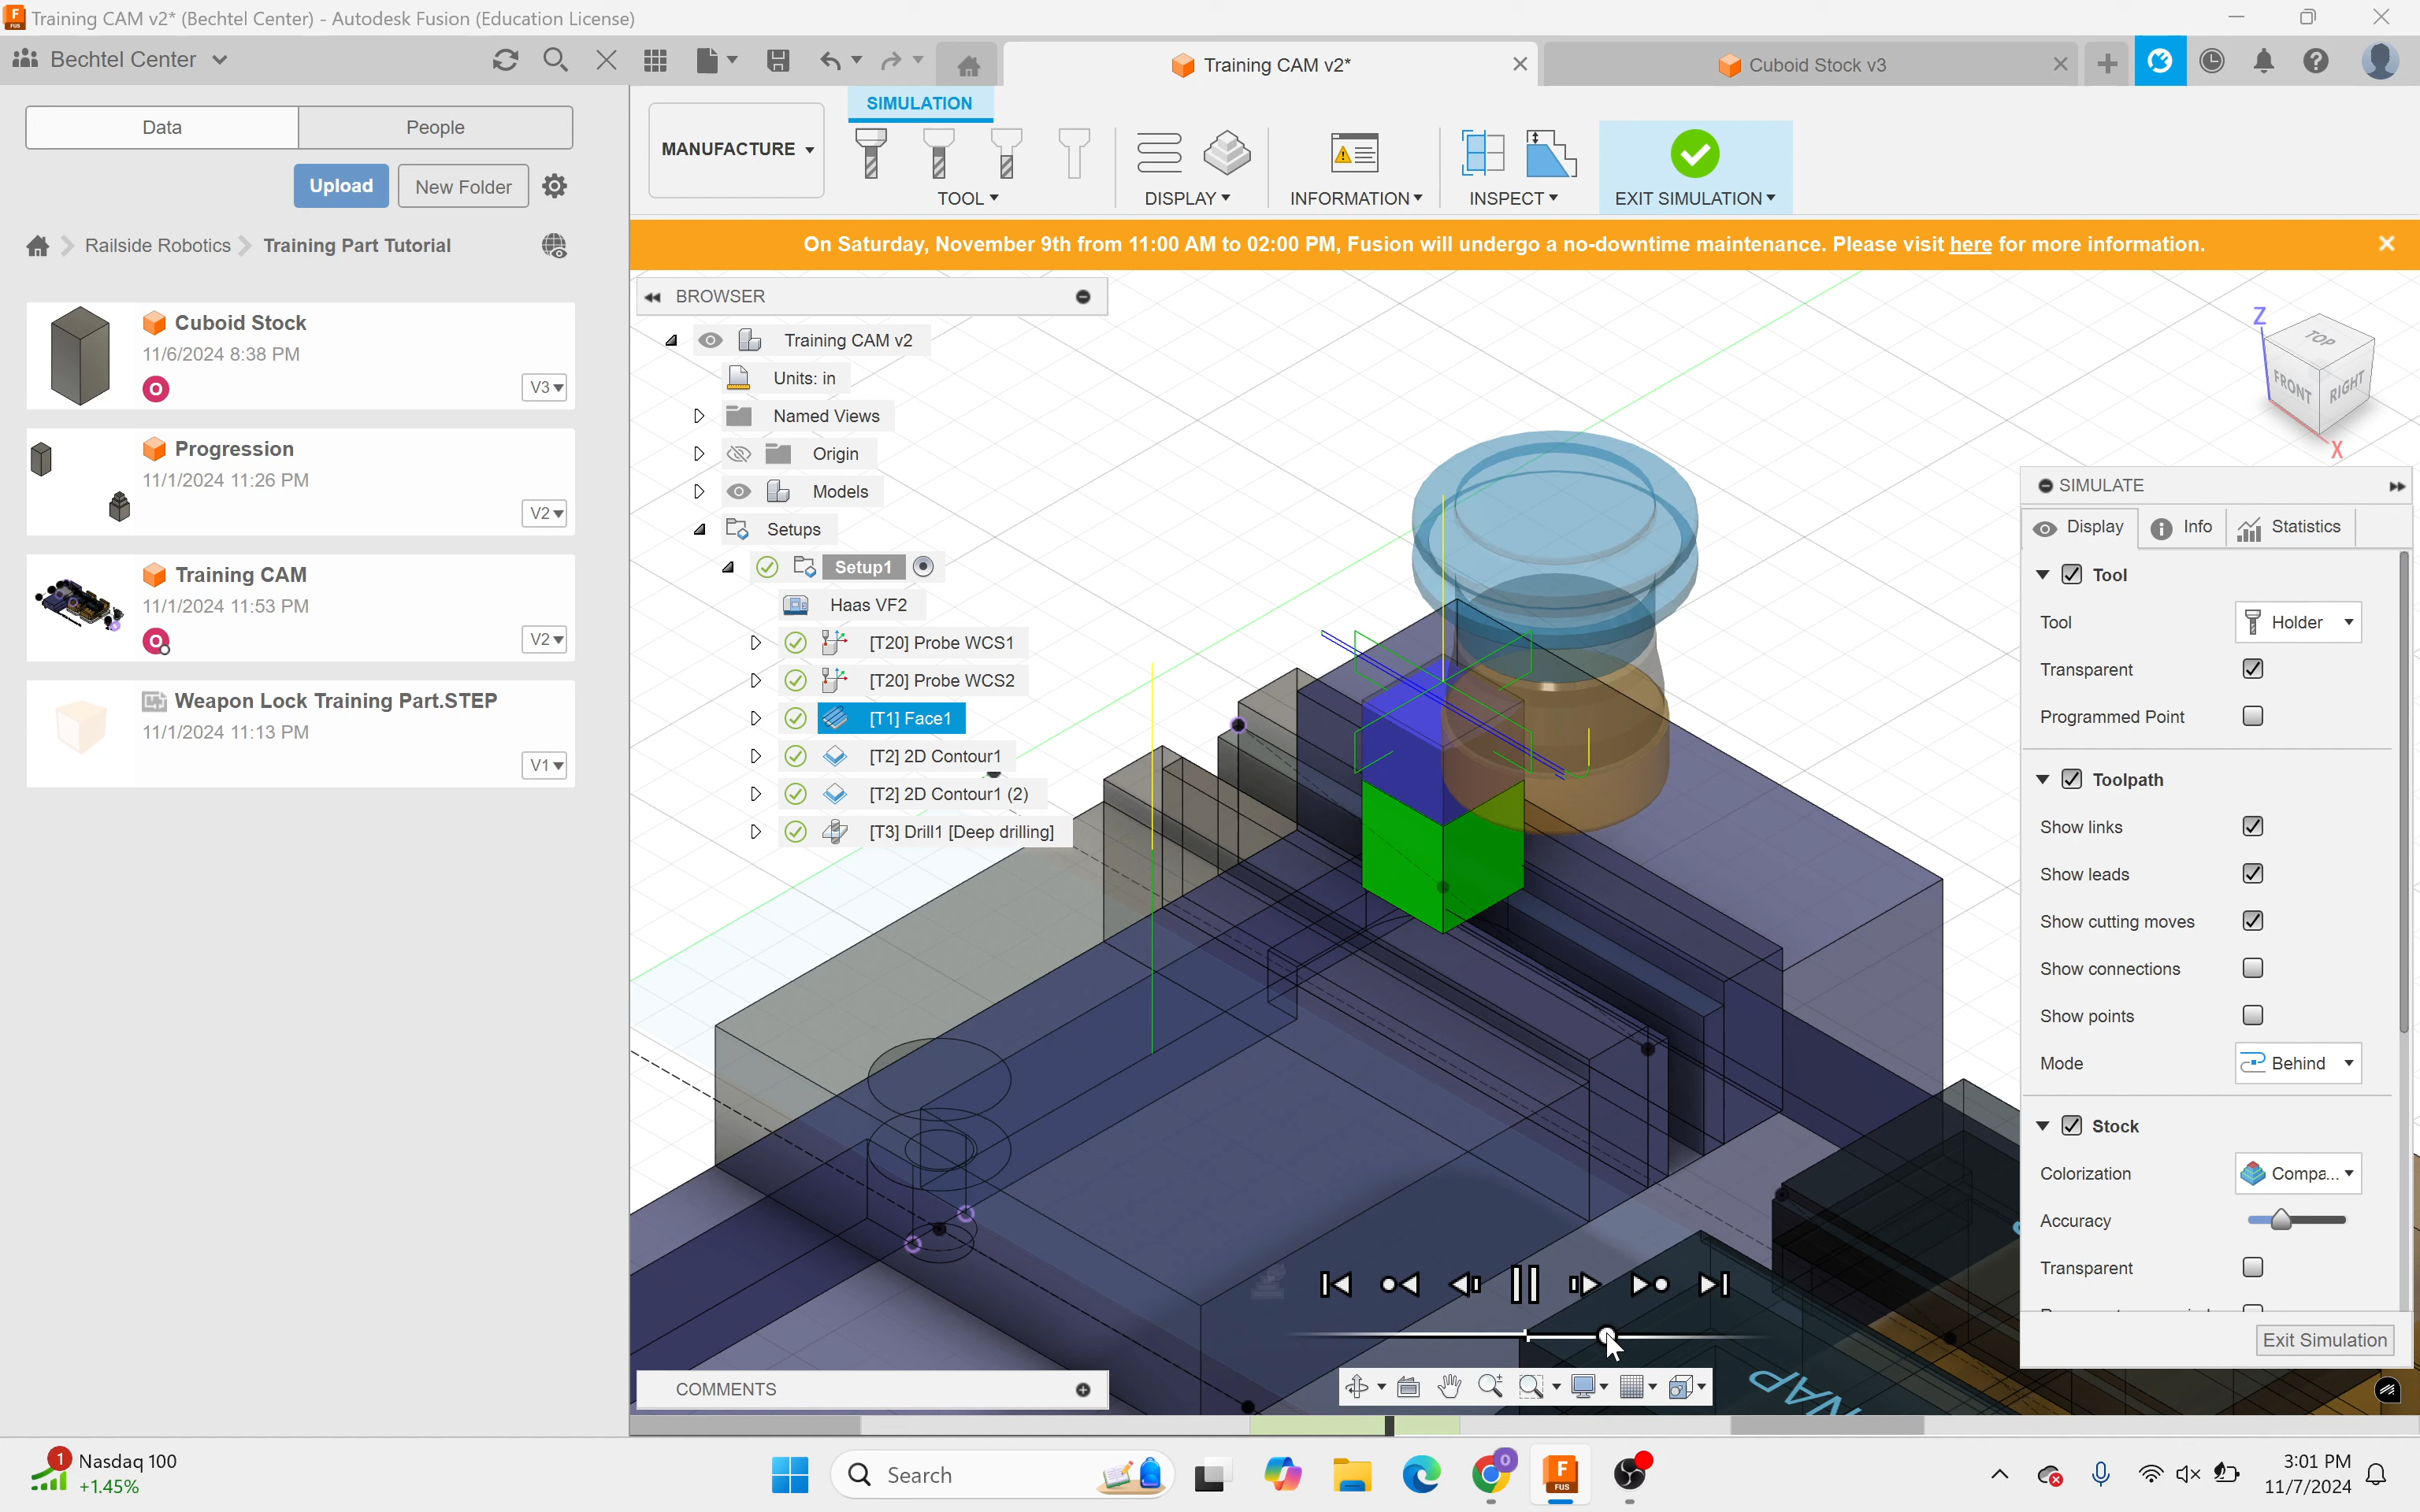 Training CAM v2* (Bechtel Center) - Autodesk Fusion (Education License)
Bechtel Center
Training CAM v2*
Cuboid Stock v3
Data
People
Upload
New Folder
Railside Robotics
Training Part Tutorial
Cuboid Stock
11/6/2024 8:38 PM
O
V3
Progression
11/1/2024 11:26 PM
V2
Training CAM
11/1/2024 11:53 PM
O
V2
Weapon Lock Training Part.STEP
11/1/2024 11:13 PM
V1
MANUFACTURE
SIMULATION
TOOL
DISPLAY
INFORMATION
INSPECT
EXIT SIMULATION
On Saturday, November 9th from 11:00 AM to 02:00 PM, Fusion will undergo a no-downtime maintenance. Please visit here for more information.
BROWSER
Training CAM v2
Units: in
Named Views
Origin
Models
Setups
Setup1
Haas VF2
[T20] Probe WCS1
[T20] Probe WCS2
[T1] Face1
[T2] 2D Contour1
[T2] 2D Contour1 (2)
[T3] Drill1 [Deep drilling]
Z
TOP
FRONT
RIGHT
X
SIMULATE
Display
Info
Statistics
Tool
Tool
Holder
Transparent
Programmed Point
Toolpath
Show links
Show leads
Show cutting moves
Show connections
Show points
Mode
Behind
Stock
Colorization
Compa...
Accuracy
Transparent
Exit Simulation
COMMENTS
1
Nasdaq 100
+1.45%
Search
O
F
FUS
3:01 PM
11/7/2024